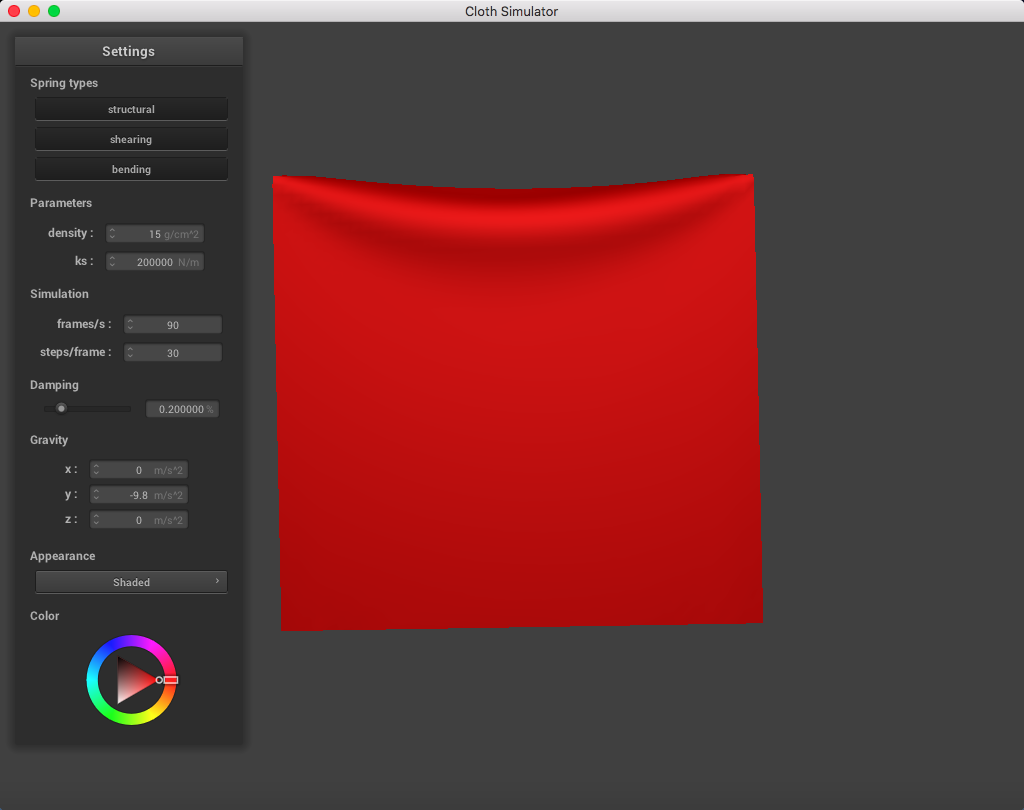 Cloth Simulator
Settings
Spring types
structural
shearing
bending
Parameters
density : 15 g/cm^2
ks : 200000 N/m
Simulation
frames/s : 90
steps/frame : 30
Damping
0.200000 %
Gravity
x : 0 m/s^2
y : -9.8 m/s^2
z : 0 m/s^2
Appearance
Shaded ›
Color